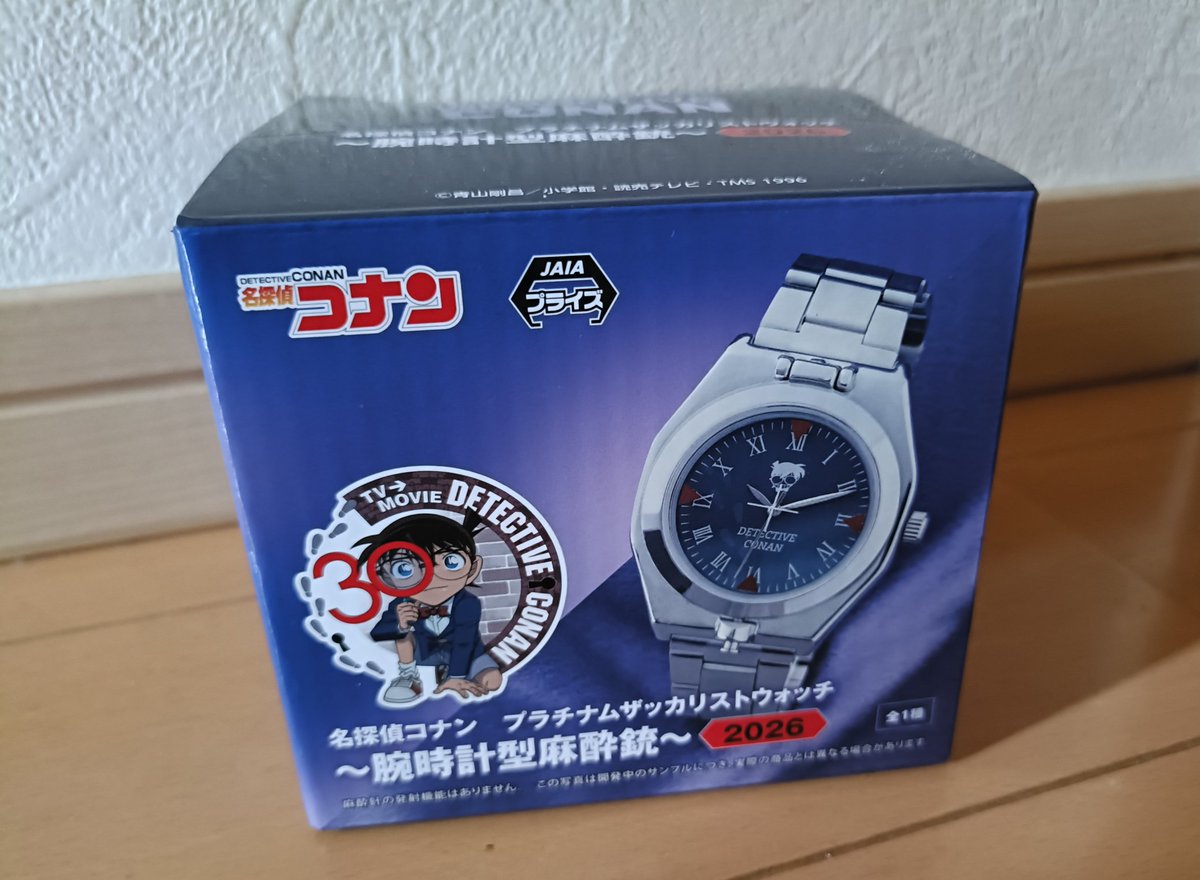 CONAN
名探偵コナン プラチナムザッカリストウォッチ
～腕時計型麻酔銃～ 2026
©青山剛昌／小学館・読売テレビ・TMS 1996
DETECTIVE CONAN
名探偵コナン
JAIA
プライズ
XII
I
II
VI
VII
VIII
IX
X
XI
DETECTIVE
CONAN
TV→
MOVIE DETECTIVE CONAN
30
名探偵コナン プラチナムザッカリストウォッチ
～腕時計型麻酔銃～ 2026
全1種
麻酔針の発射機能はありません この写真は開発中のサンプルにつき、実際の商品とは異なる場合があります